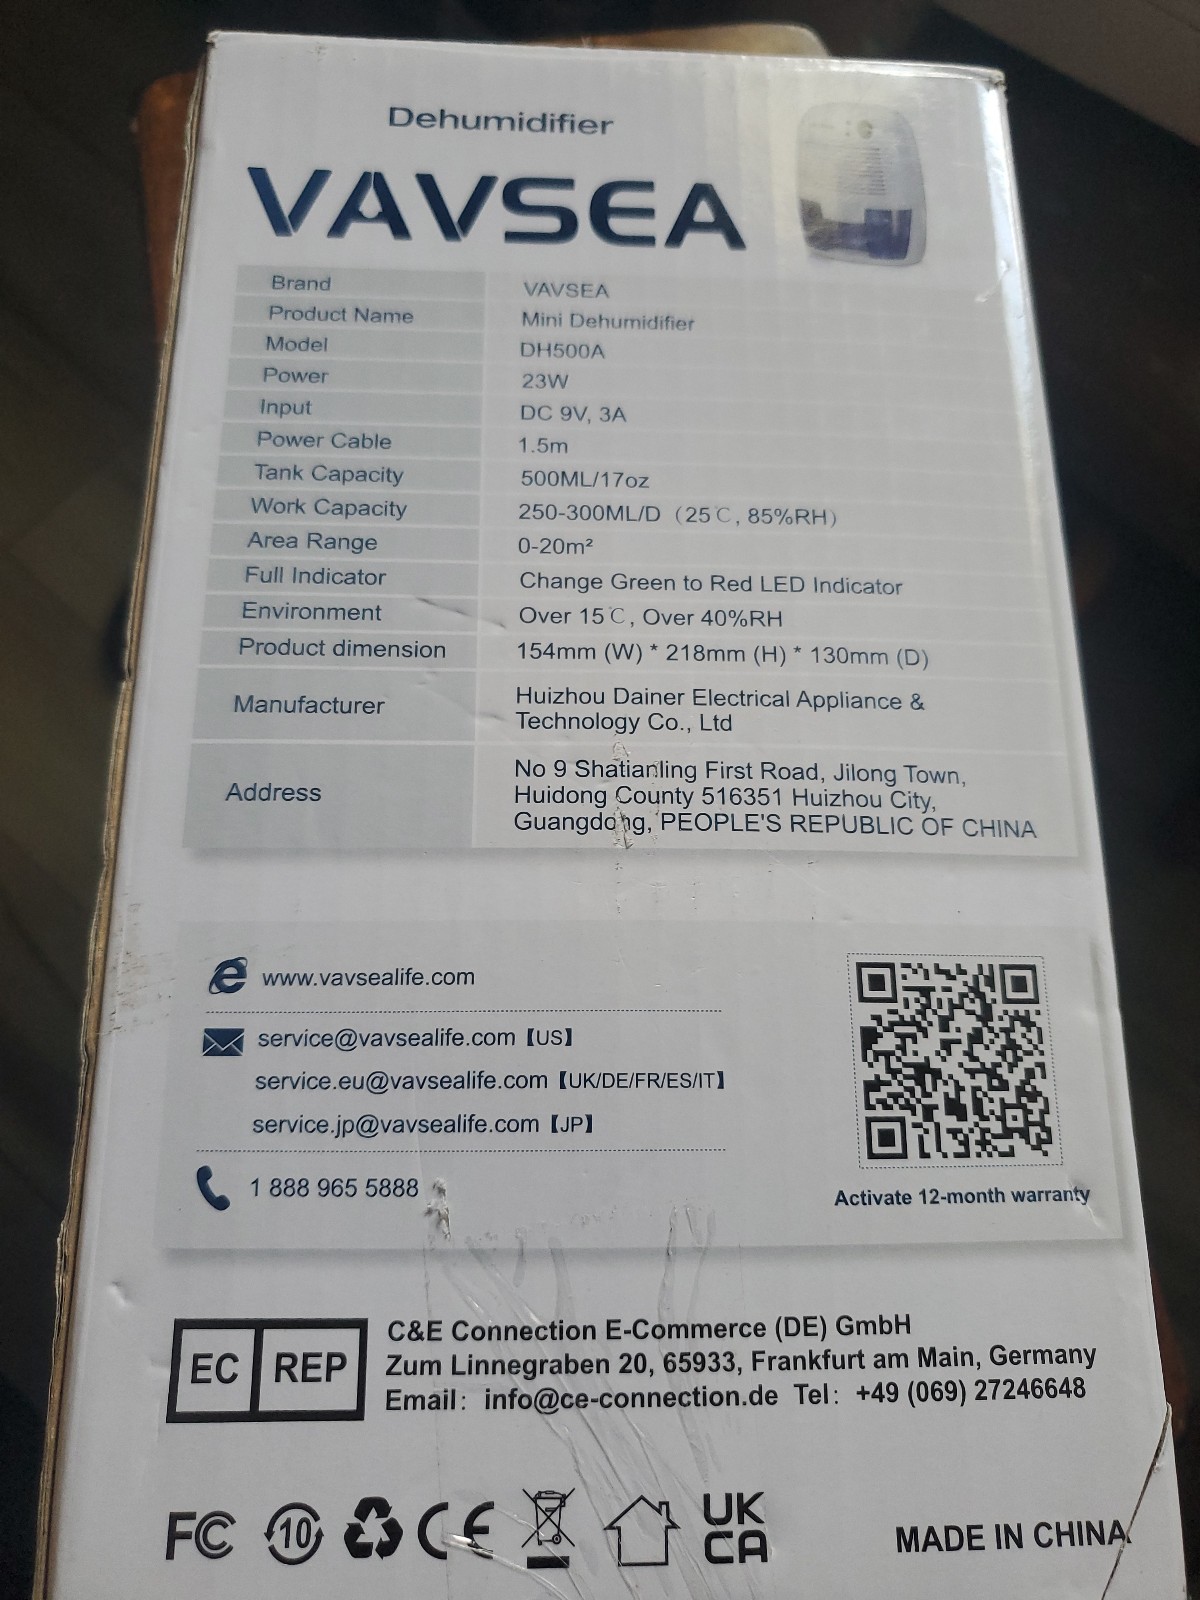 Dehumidifier
VAVSEA
Brand VAVSEA
Product Name Mini Dehumidifier
Model DH500A
Power 23W
Input DC 9V, 3A
Power Cable 1.5m
Tank Capacity 500ML/17oz
Work Capacity 250-300ML/D (25℃, 85%RH)
Area Range 0-20m²
Full Indicator Change Green to Red LED Indicator
Environment Over 15℃, Over 40%RH
Product dimension 154mm (W) * 218mm (H) * 130mm (D)
Manufacturer Huizhou Dainer Electrical Appliance &
Technology Co., Ltd
Address No 9 Shatianling First Road, Jilong Town,
Huidong County 516351 Huizhou City,
Guangdong, PEOPLE'S REPUBLIC OF CHINA
www.vavsealife.com
service@vavsealife.com【US】
service.eu@vavsealife.com【UK/DE/FR/ES/IT】
service.jp@vavsealife.com【JP】
1 888 965 5888
Activate 12-month warranty
EC REP
C&E Connection E-Commerce (DE) GmbH
Zum Linnegraben 20, 65933, Frankfurt am Main, Germany
Email: info@ce-connection.de Tel: +49 (069) 27246648
FC 10 CE UK
CA
MADE IN CHINA